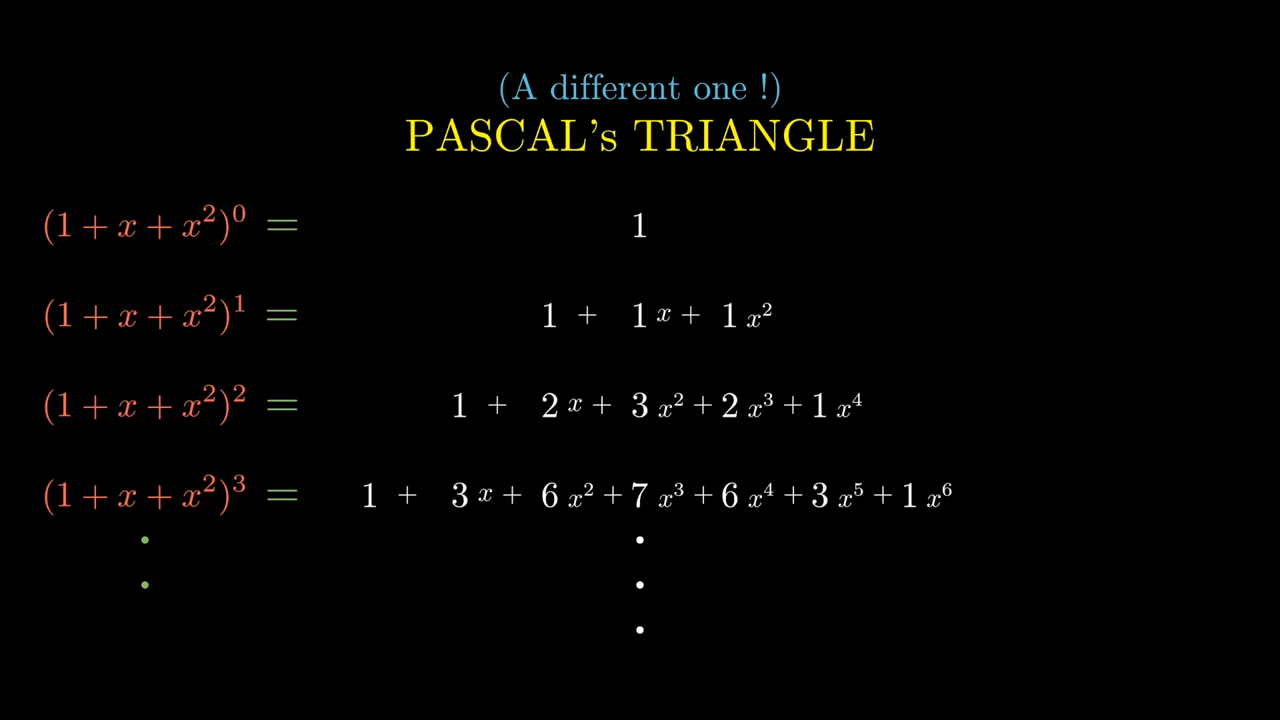 (A different one !)
PASCAL's TRIANGLE
(1 + x + x²)⁰ = 1
(1 + x + x²)¹ = 1 + 1 x + 1 x²
(1 + x + x²)² = 1 + 2 x + 3 x² + 2 x³ + 1 x⁴
(1 + x + x²)³ = 1 + 3 x + 6 x² + 7 x³ + 6 x⁴ + 3 x⁵ + 1 x⁶